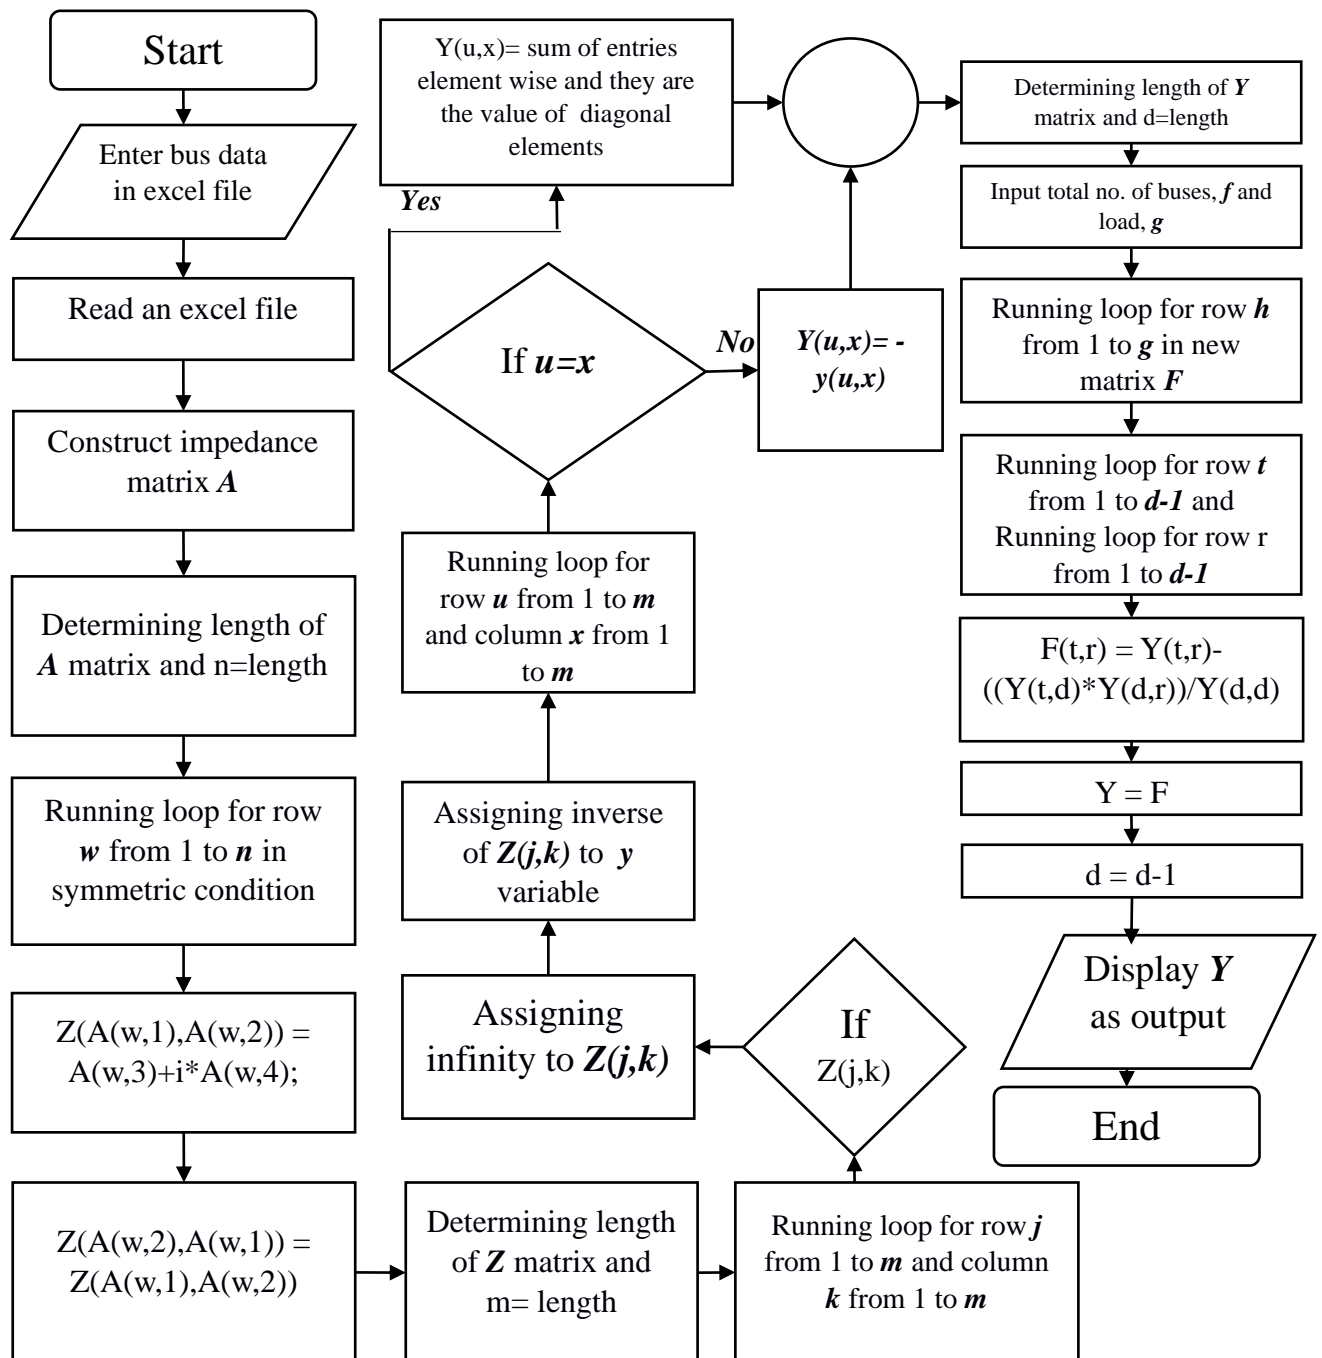 Start
Enter bus data
in excel file
Read an excel file
Construct impedance
matrix A
Determining length of
A matrix and n=length
Running loop for row
w from 1 to n in
symmetric condition
Z(A(w,1),A(w,2)) =
A(w,3)+i*A(w,4);
Z(A(w,2),A(w,1)) =
Z(A(w,1),A(w,2))
Determining length
of Z matrix and
m= length
Running loop for row j
from 1 to m and column
k from 1 to m
If
Z(j,k)
Assigning
infinity to Z(j,k)
Assigning inverse
of Z(j,k) to y
variable
Running loop for
row u from 1 to m
and column x from 1
to m
If u=x
Yes
No
Y(u,x)= sum of entries
element wise and they are
the value of diagonal
elements
Y(u,x)= -
y(u,x)
Determining length of Y
matrix and d=length
Input total no. of buses, f and
load, g
Running loop for row h
from 1 to g in new
matrix F
Running loop for row t
from 1 to d-1 and
Running loop for row r
from 1 to d-1
F(t,r) = Y(t,r)-
((Y(t,d)*Y(d,r))/Y(d,d)
Y = F
d = d-1
Display Y
as output
End